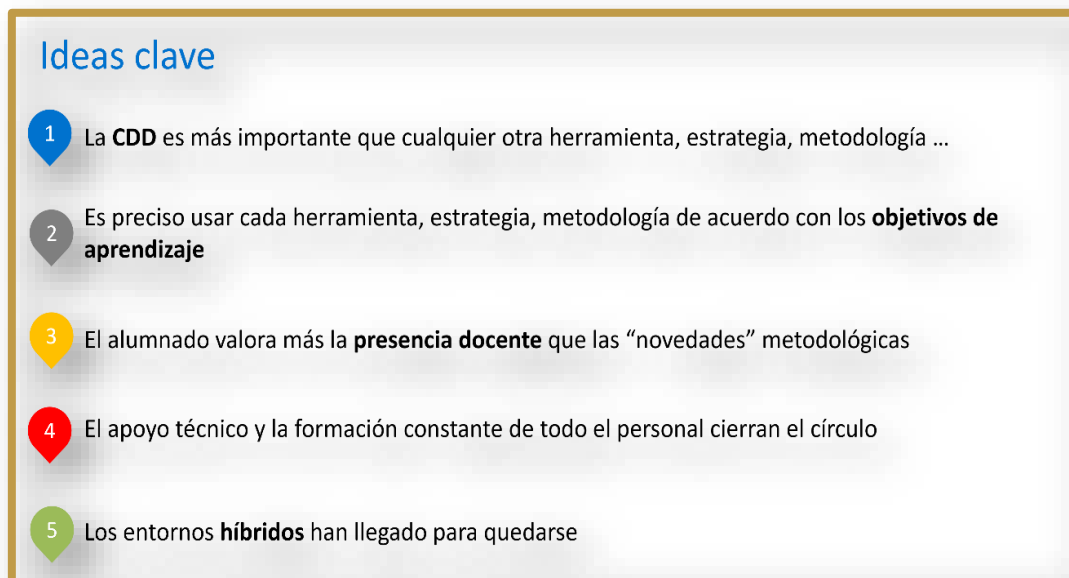 Ideas clave
1
La CDD es más importante que cualquier otra herramienta, estrategia, metodología ...
2
Es preciso usar cada herramienta, estrategia, metodología de acuerdo con los objetivos de
aprendizaje
3
El alumnado valora más la presencia docente que las “novedades” metodológicas
4
El apoyo técnico y la formación constante de todo el personal cierran el círculo
5
Los entornos híbridos han llegado para quedarse